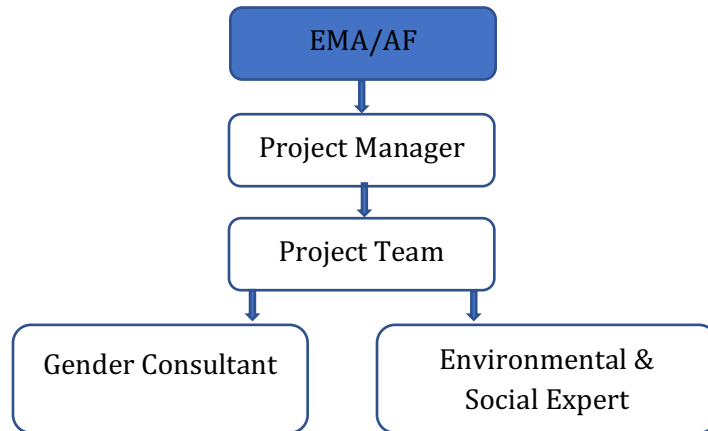 EMA/AF
Project Manager
Project Team
Gender Consultant
Environmental &
Social Expert